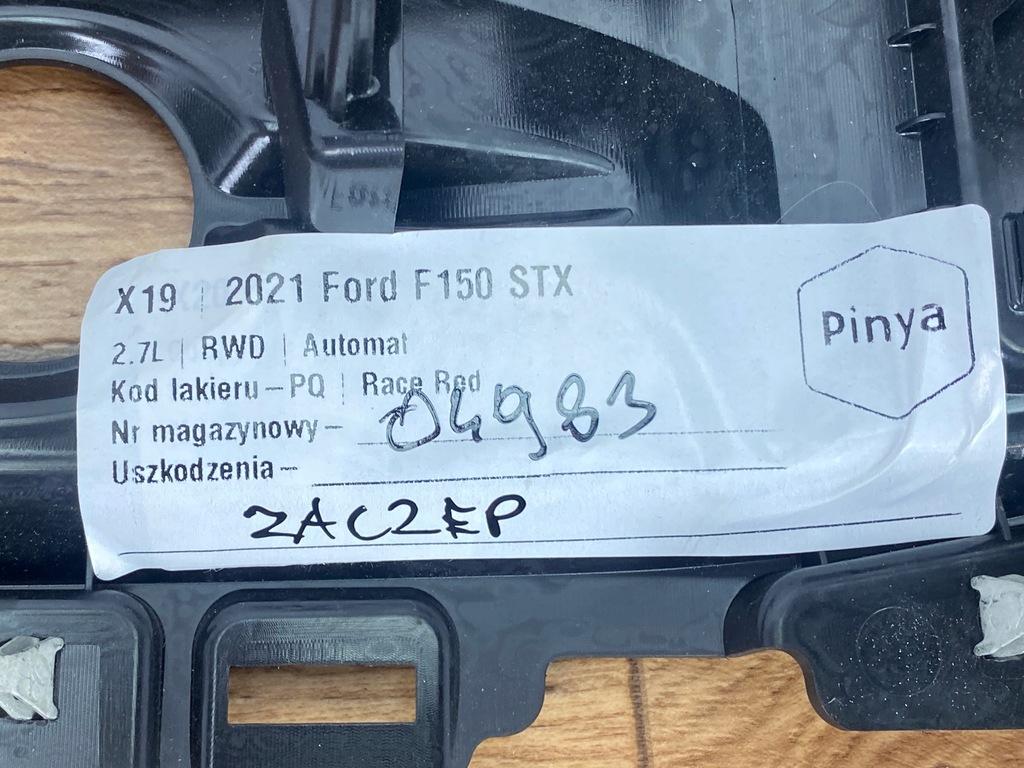 X19 | 2021 Ford F150 STX
pinya
2.7L | RWD | Automat
Kod lakieru - PQ | Race Red
Nr magazynowy - 04983
Uszkodzenia -
ZACZEP